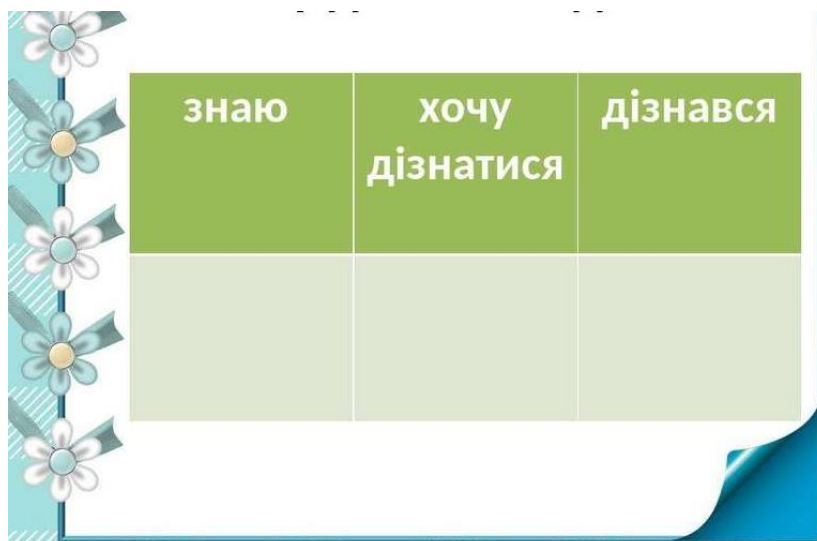 знаю
хочу
дізнатися
дізнався